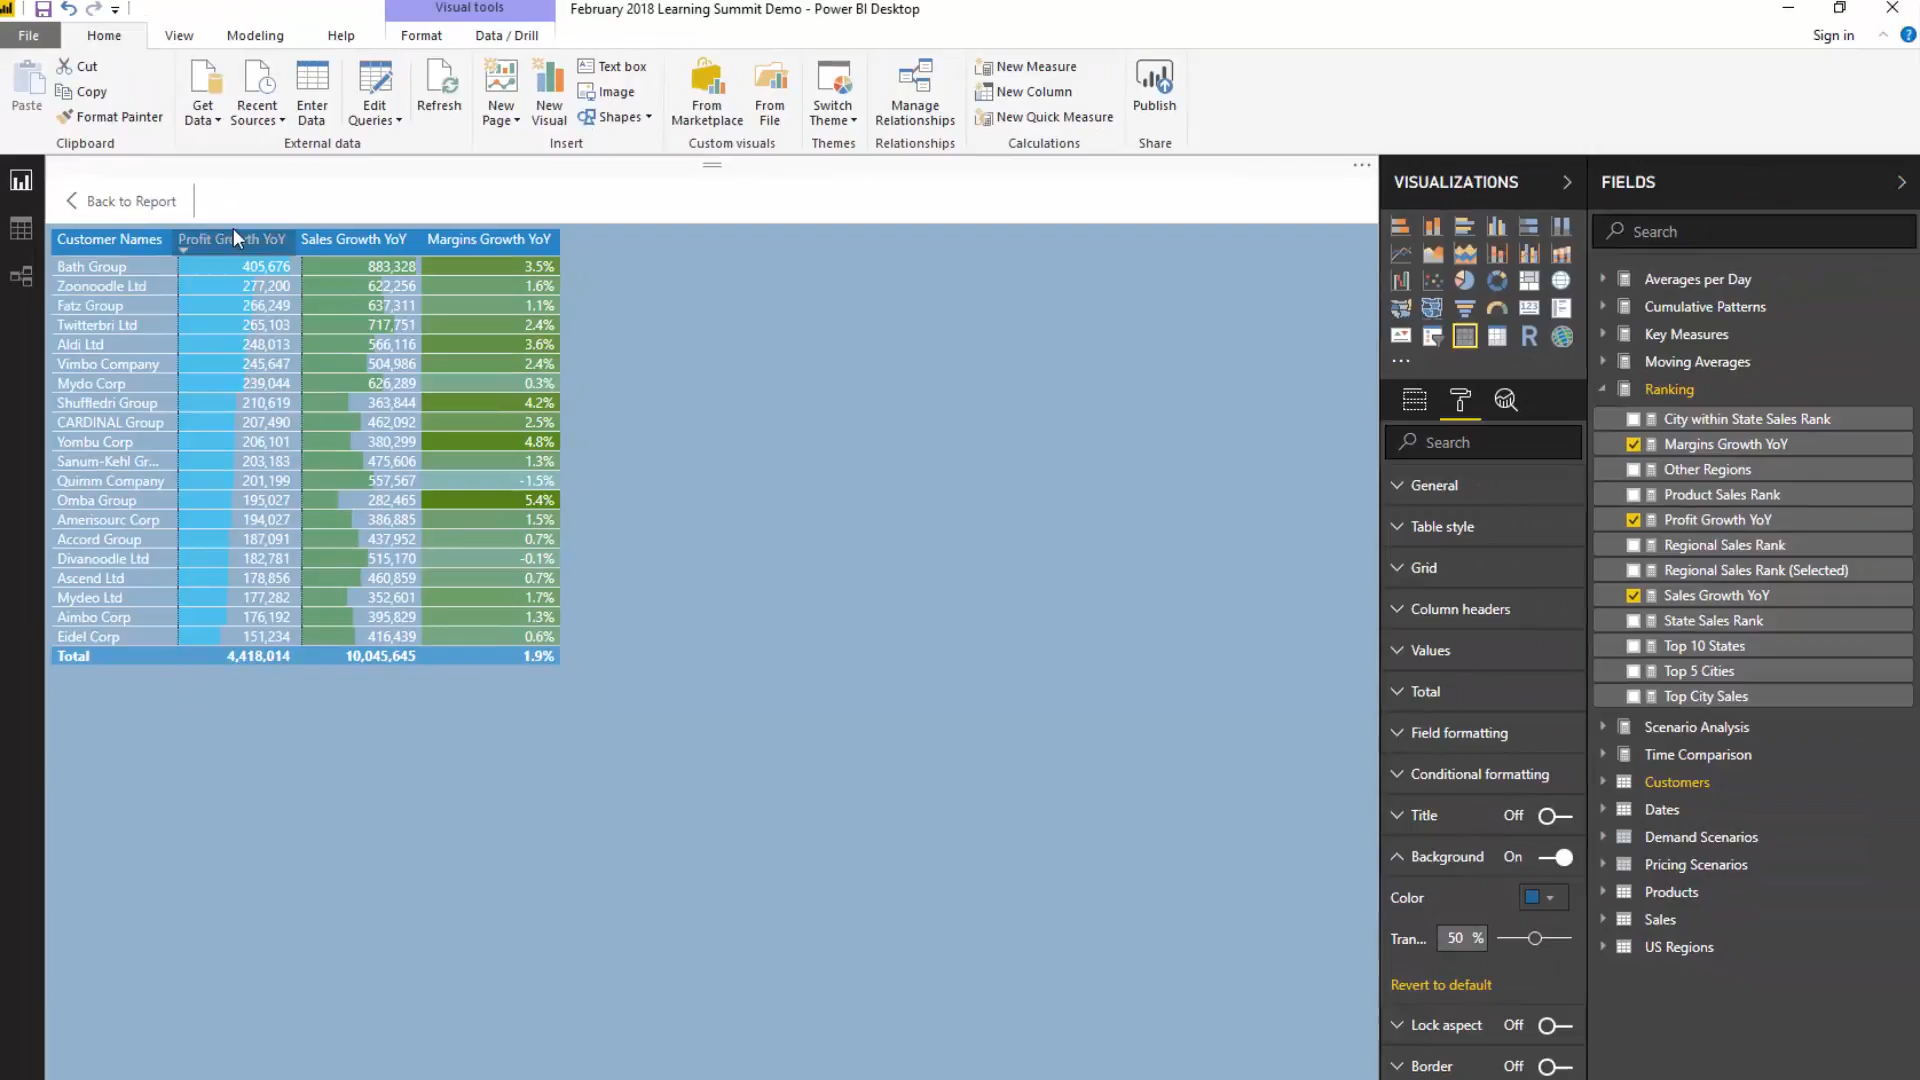 Visual tools
February 2018 Learning Summit Demo - Power BI Desktop
File
Home
View
Modeling
Help
Format
Data / Drill
Sign in
Paste
Cut
Copy
Format Painter
Clipboard
Get Data
Recent Sources
Enter Data
Edit Queries
Refresh
External data
New Page
New Visual
Text box
Image
Shapes
Insert
From Marketplace
From File
Custom visuals
Switch Theme
Themes
Manage Relationships
Relationships
New Measure
New Column
New Quick Measure
Calculations
Publish
Share
Back to Report
Customer Names Profit Growth YoY Sales Growth YoY Margins Growth YoY
Bath Group 405,676 883,328 3.5%
Zoonoodle Ltd 277,200 622,256 1.6%
Fatz Group 266,249 637,311 1.1%
Twitterbri Ltd 265,103 717,751 2.4%
Aldi Ltd 248,013 566,116 3.6%
Vimbo Company 245,647 504,986 2.4%
Mydo Corp 239,044 626,289 0.3%
Shuffledri Group 210,619 363,844 4.2%
CARDINAL Group 207,490 462,092 2.5%
Yombu Corp 206,101 380,299 4.8%
Sanum-Kehl Gr... 203,183 475,606 1.3%
Quimm Company 201,199 557,567 -1.5%
Omba Group 195,027 282,465 5.4%
Amerisourc Corp 194,027 386,885 1.5%
Accord Group 187,091 437,952 0.7%
Divanoodle Ltd 182,781 515,170 -0.1%
Ascend Ltd 178,856 460,859 0.7%
Mydeo Ltd 177,282 352,601 1.7%
Aimbo Corp 176,192 395,829 1.3%
Eidel Corp 151,234 416,439 0.6%
Total 4,418,014 10,045,645 1.9%
VISUALIZATIONS
123
R
Search
General
Table style
Grid
Column headers
Values
Total
Field formatting
Conditional formatting
Title Off
Background On
Color
Tran... 50 %
Revert to default
Lock aspect Off
Border Off
FIELDS
Search
Averages per Day
Cumulative Patterns
Key Measures
Moving Averages
Ranking
City within State Sales Rank
Margins Growth YoY
Other Regions
Product Sales Rank
Profit Growth YoY
Regional Sales Rank
Regional Sales Rank (Selected)
Sales Growth YoY
State Sales Rank
Top 10 States
Top 5 Cities
Top City Sales
Scenario Analysis
Time Comparison
Customers
Dates
Demand Scenarios
Pricing Scenarios
Products
Sales
US Regions